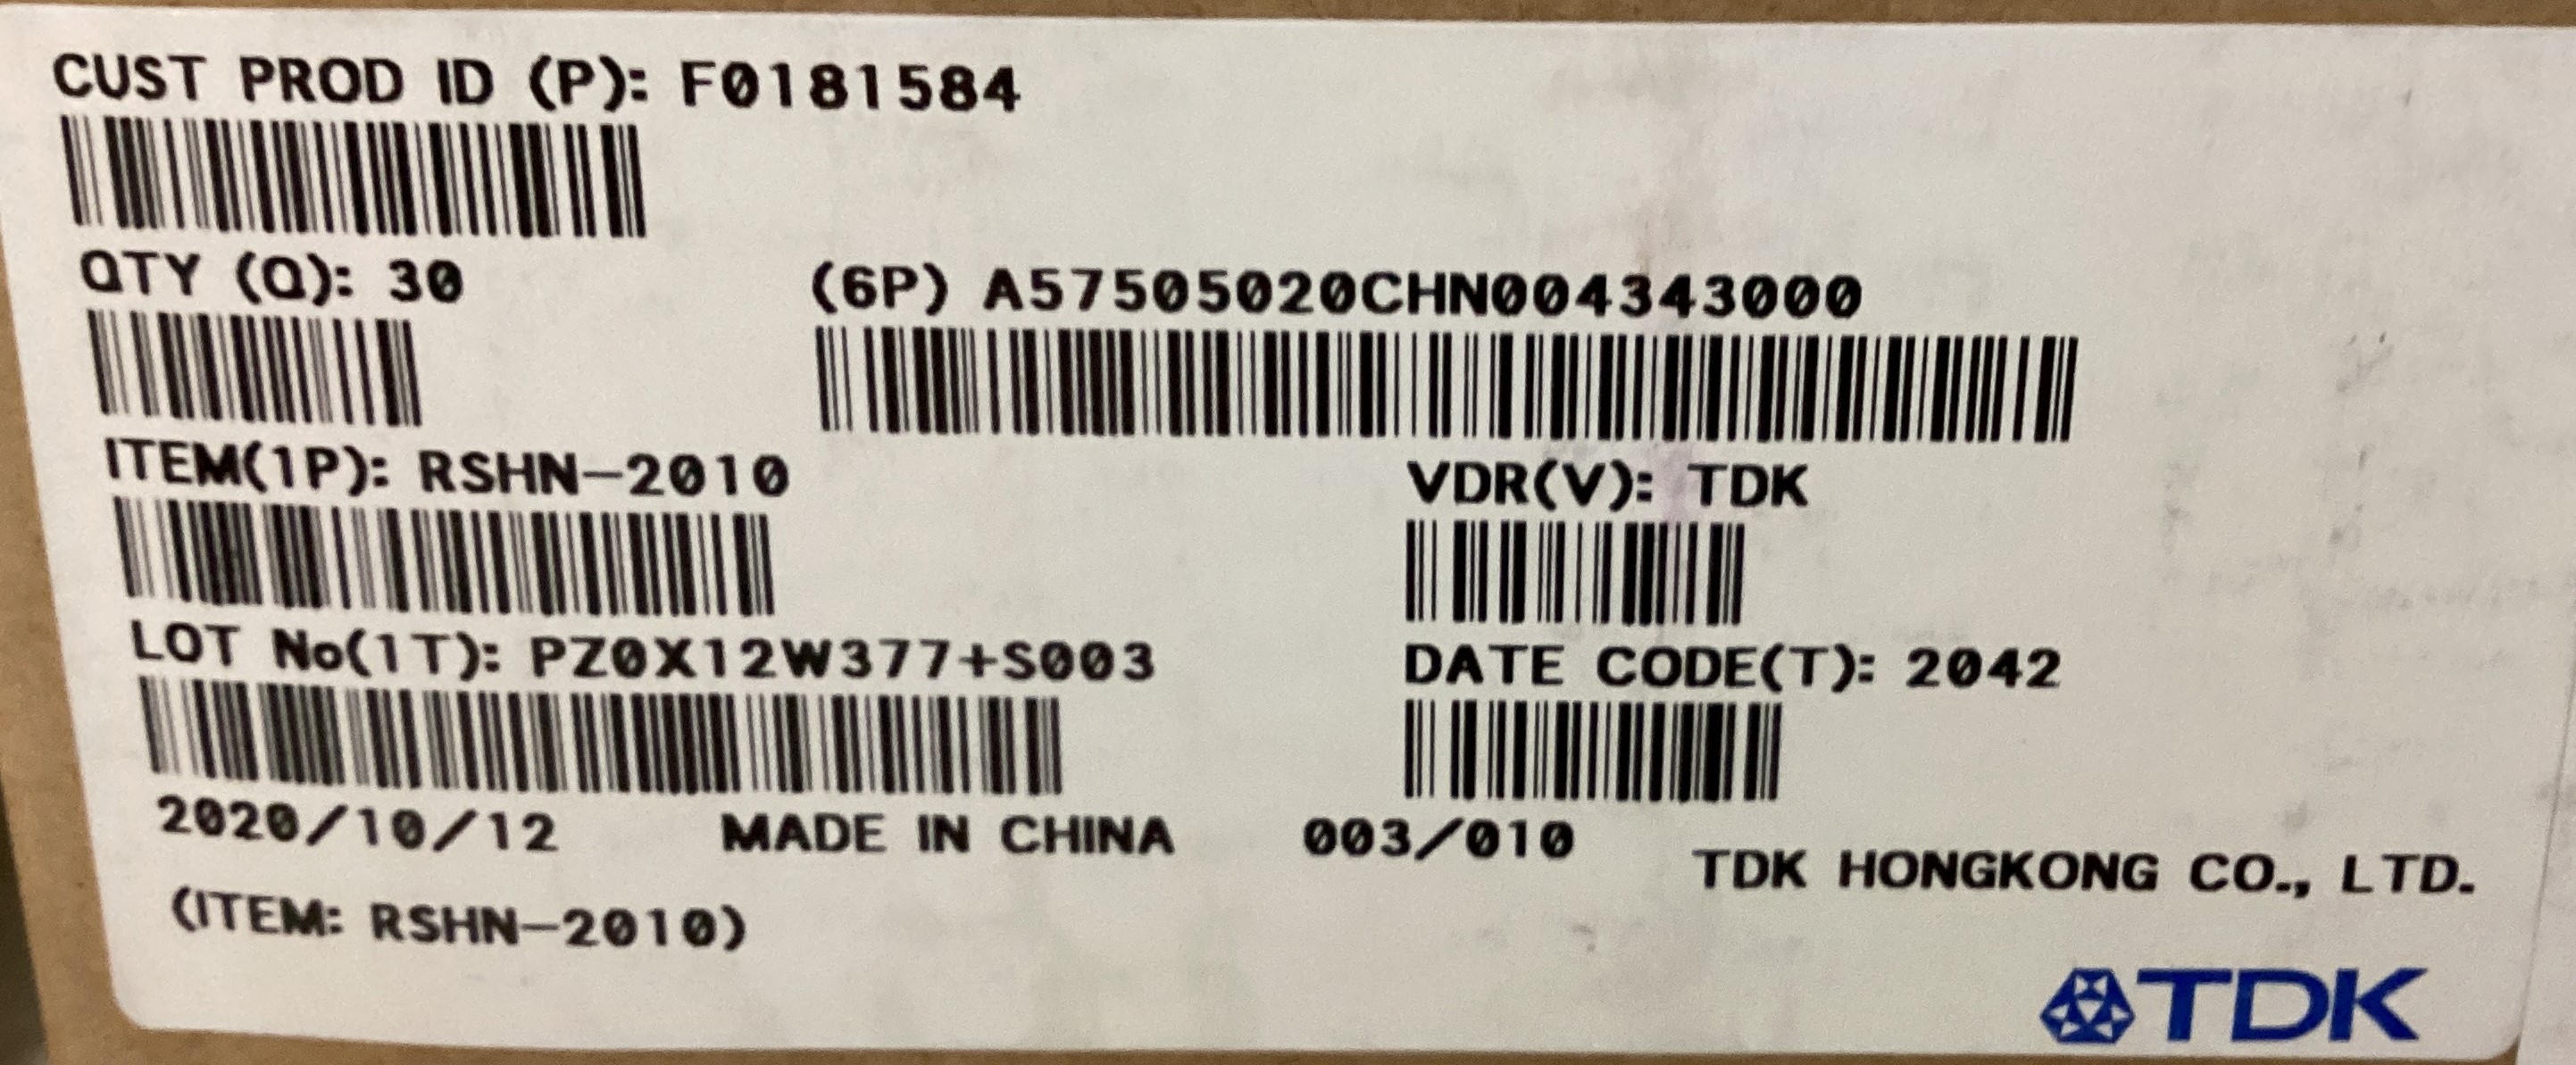 CUST PROD ID (P): F0181584
QTY (Q): 30
(6P) A57505020CHN004343000
ITEM(1P): RSHN-2010
VDR(V): TDK
LOT No(1T): PZ0X12W377+S003
DATE CODE(T): 2042
2020/10/12 MADE IN CHINA 003/010
TDK HONGKONG CO., LTD.
(ITEM: RSHN-2010)
TDK